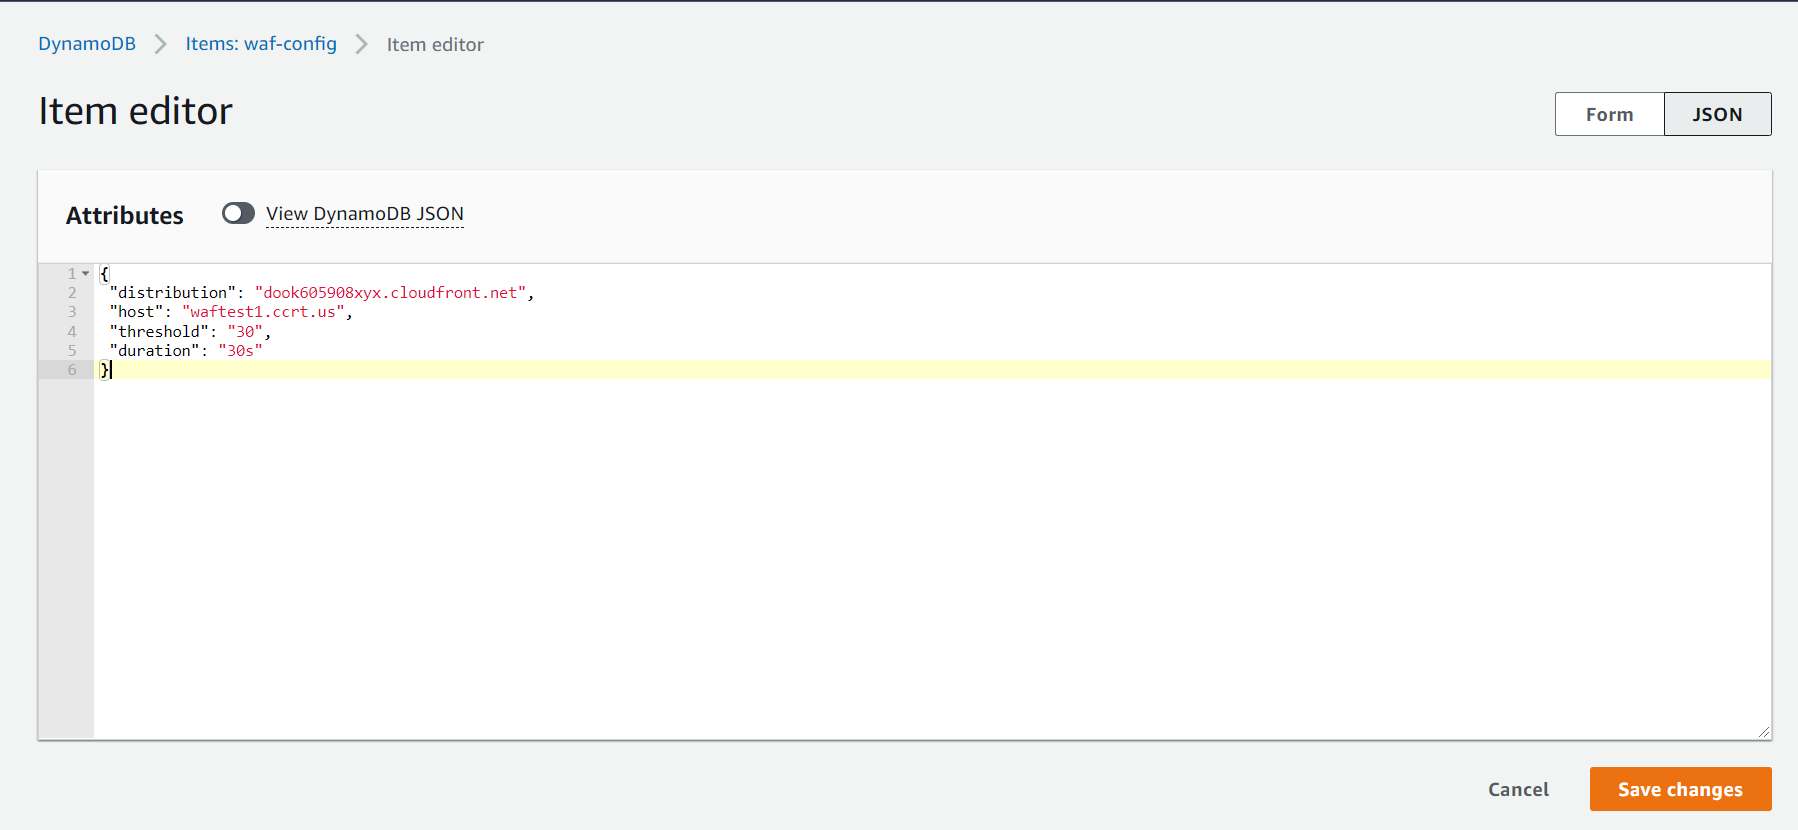 DynamoDB > Items: waf-config > Item editor
Item editor
Form JSON
Attributes View DynamoDB JSON
1 {
2 "distribution": "dook605908xyx.cloudfront.net",
3 "host": "waftest1.ccrt.us",
4 "threshold": "30",
5 "duration": "30s"
6 }
Cancel Save changes